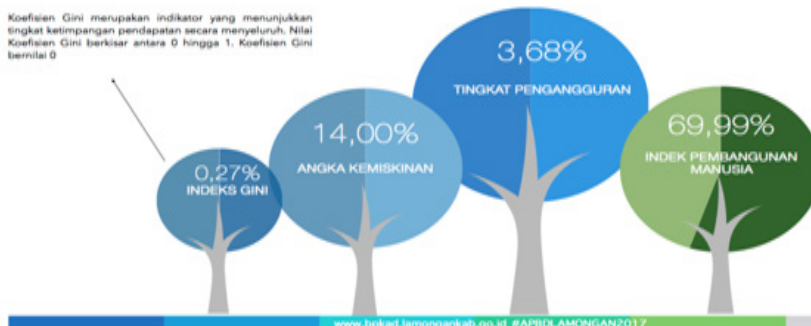 Koefisien Gini merupakan indikator yang menunjukkan
tingkat ketimpangan pendapatan secara menyeluruh. Nilai
Koefisien Gini berkisar antara 0 hingga 1. Koefisien Gini
bernilai 0
3,68%
TINGKAT PENGANGGURAN
14,00%
ANGKA KEMISKINAN
69,99%
INDEK PEMBANGUNAN
MANUSIA
0,27%
INDEKS GINI
www.bpkad.lamongankab.go.id #APBDLAMONGAN2017